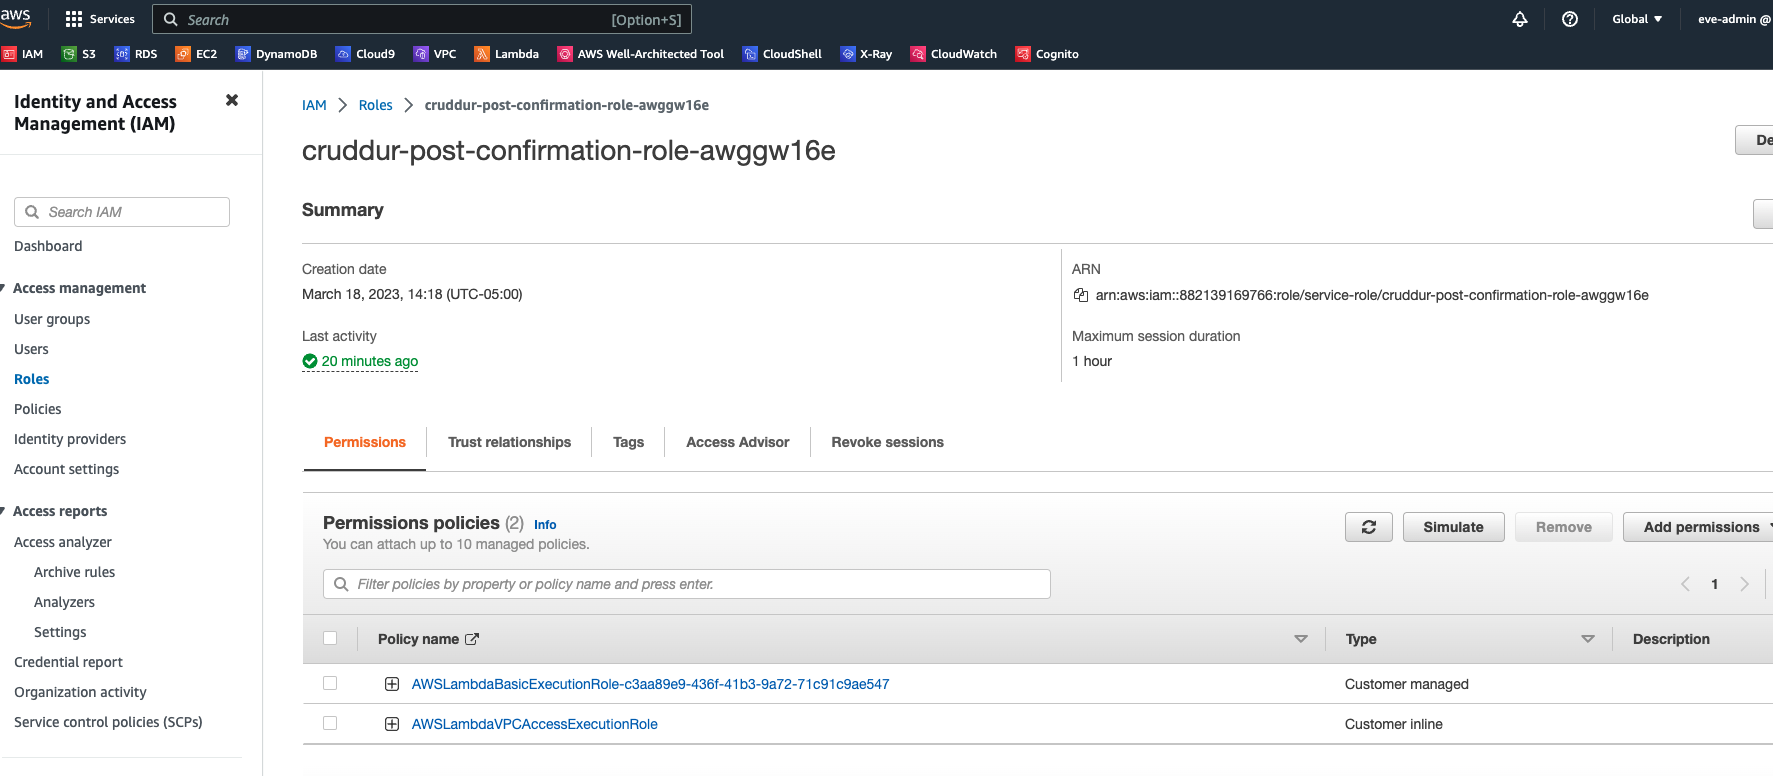 aws
Services
Search [Option+S]
Global
eve-admin @
IAM S3 RDS EC2 DynamoDB Cloud9 VPC Lambda AWS Well-Architected Tool CloudShell X-Ray CloudWatch Cognito
Identity and Access
Management (IAM)
Search IAM
Dashboard
Access management
User groups
Users
Roles
Policies
Identity providers
Account settings
Access reports
Access analyzer
Archive rules
Analyzers
Settings
Credential report
Organization activity
Service control policies (SCPs)
IAM > Roles > cruddur-post-confirmation-role-awggw16e
cruddur-post-confirmation-role-awggw16e
De
Summary
Creation date
March 18, 2023, 14:18 (UTC-05:00)
Last activity
20 minutes ago
ARN
arn:aws:iam::882139169766:role/service-role/cruddur-post-confirmation-role-awggw16e
Maximum session duration
1 hour
Permissions Trust relationships Tags Access Advisor Revoke sessions
Permissions policies (2) Info
You can attach up to 10 managed policies.
Simulate Remove Add permissions
Filter policies by property or policy name and press enter.
1
Policy name Type Description
AWSLambdaBasicExecutionRole-c3aa89e9-436f-41b3-9a72-71c91c9ae547 Customer managed
AWSLambdaVPCAccessExecutionRole Customer inline